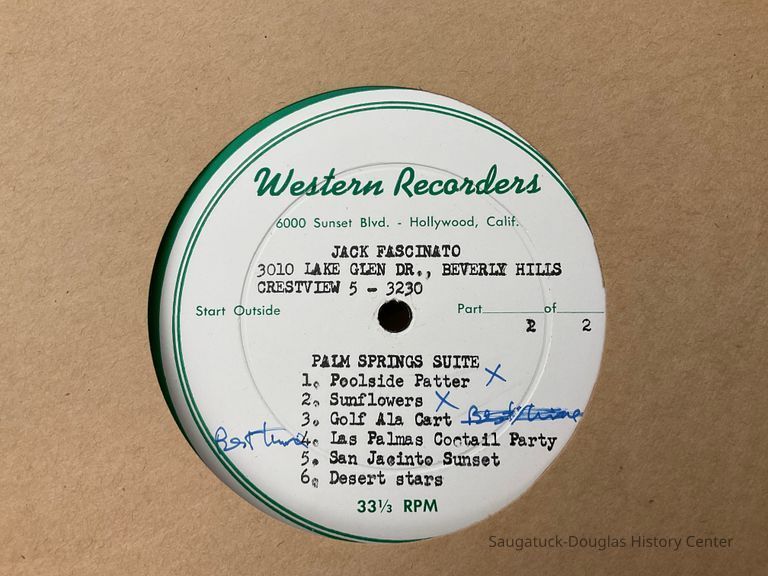 Western Recorders
6000 Sunset Blvd. - Hollywood, Calif.
JACK FASCINATO
3010 LAKE GLEN DR., BEVERLY HILLS
CRESTVIEW 5 - 3230
Start Outside
Part of
2
PALM SPRINGS SUITE
1. Poolside Patter X
2. Sunflowers X
3. Golf Ala Cart
Best
4. Las Palmas Coctail Party
5. San Jacinto Sunset
6. Desert stars
33⅓ RPM
Saugatuck-Douglas History Center